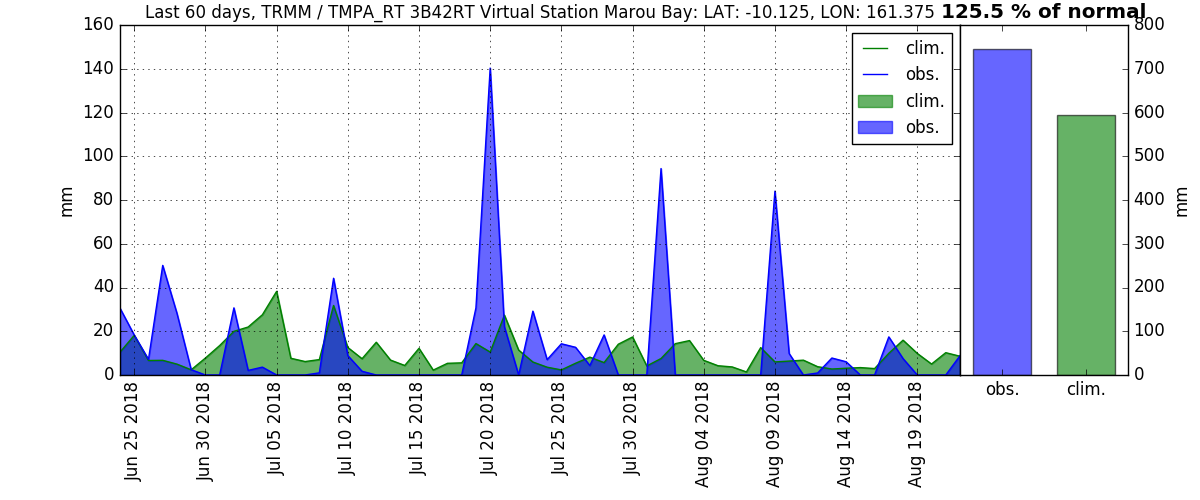 Last 60 days, TRMM / TMPA_RT 3B42RT Virtual Station Marou Bay: LAT: -10.125, LON: 161.375 125.5 % of normal
160
140
120
100
80
60
40
20
0
mm
clim.
obs.
clim.
obs.
800
700
600
500
400
300
200
100
0
mm
obs.
clim.
Jun 25 2018
Jun 30 2018
Jul 05 2018
Jul 10 2018
Jul 15 2018
Jul 20 2018
Jul 25 2018
Jul 30 2018
Aug 04 2018
Aug 09 2018
Aug 14 2018
Aug 19 2018